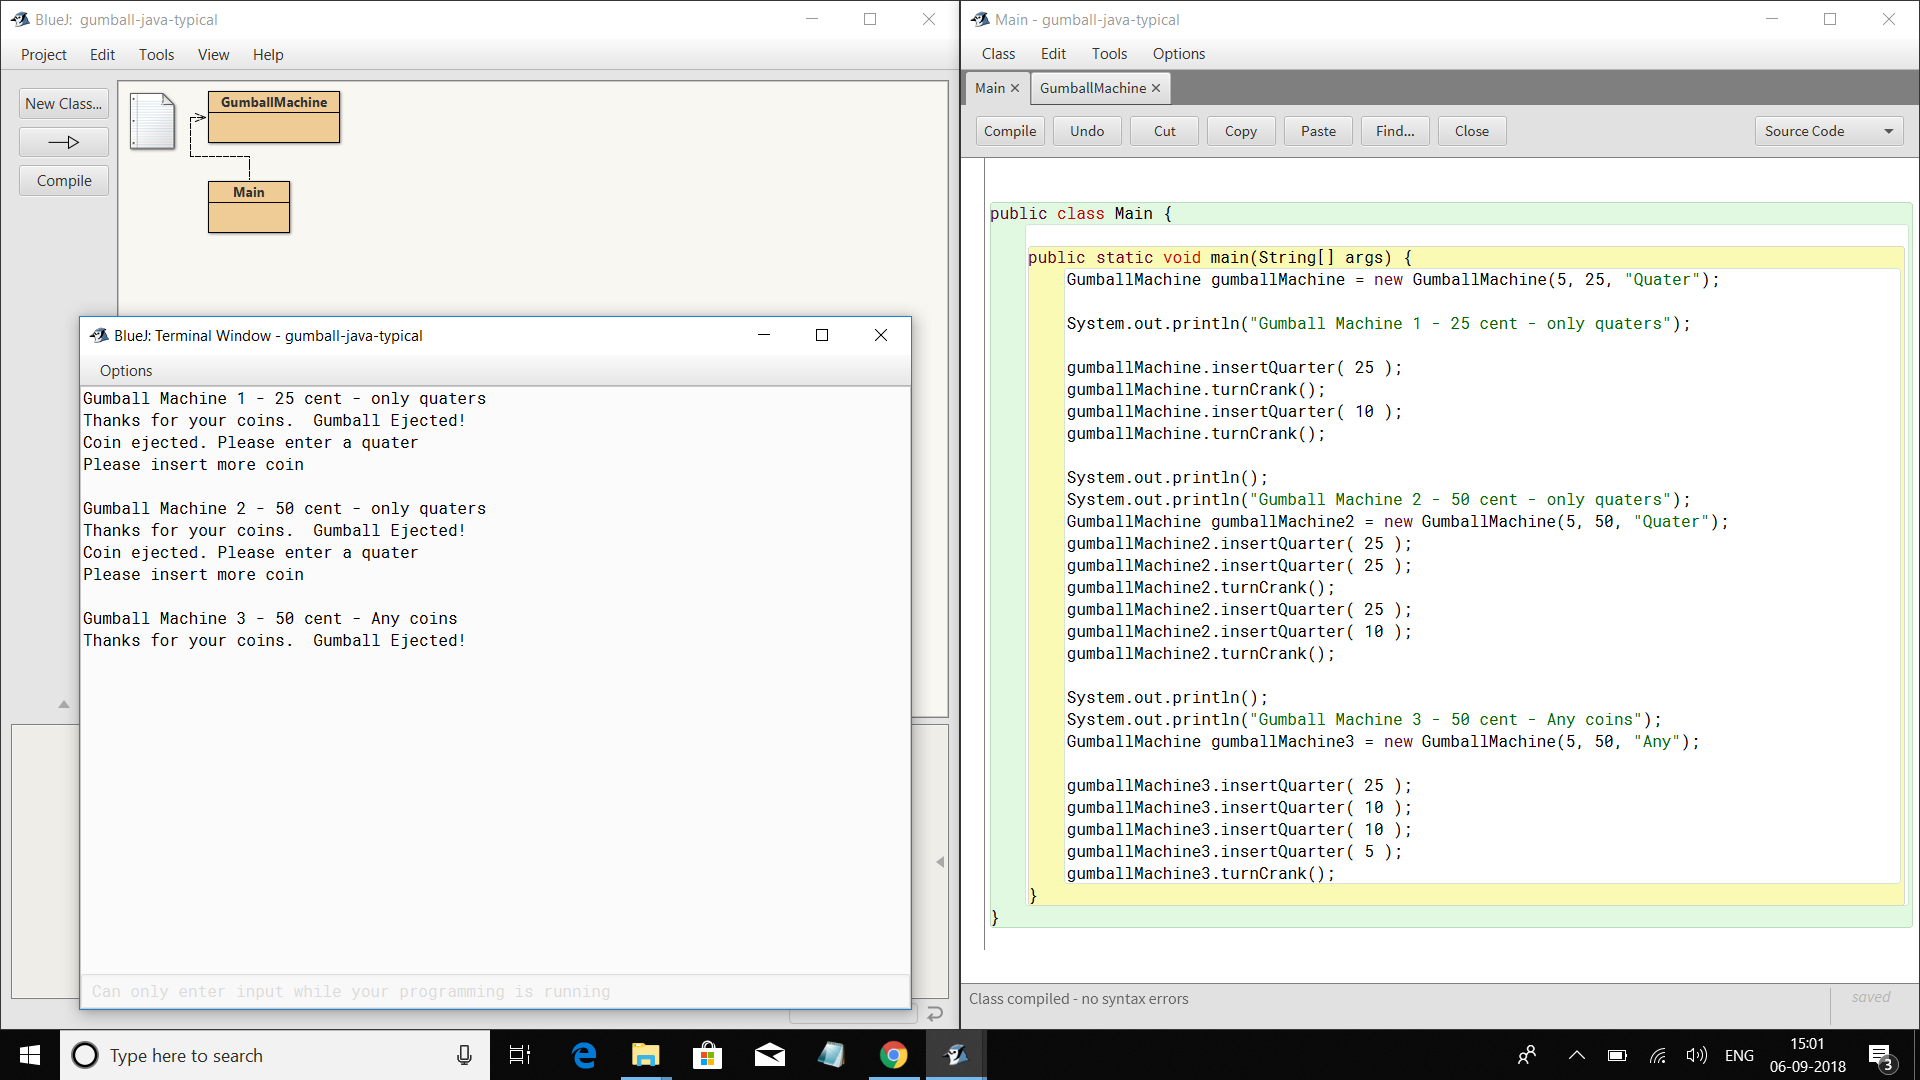 BlueJ: gumball-java-typical
Project Edit Tools View Help
New Class...
Compile
GumballMachine
Main
BlueJ: Terminal Window - gumball-java-typical
Options
Gumball Machine 1 - 25 cent - only quaters
Thanks for your coins.  Gumball Ejected!
Coin ejected. Please enter a quater
Please insert more coin
Gumball Machine 2 - 50 cent - only quaters
Thanks for your coins.  Gumball Ejected!
Coin ejected. Please enter a quater
Please insert more coin
Gumball Machine 3 - 50 cent - Any coins
Thanks for your coins.  Gumball Ejected!
Can only enter input while your programming is running
Main - gumball-java-typical
Class Edit Tools Options
Main × GumballMachine ×
Compile Undo Cut Copy Paste Find... Close Source Code
public class Main {
public static void main(String[] args) {
GumballMachine gumballMachine = new GumballMachine(5, 25, "Quater");
System.out.println("Gumball Machine 1 - 25 cent - only quaters");
gumballMachine.insertQuarter( 25 );
gumballMachine.turnCrank();
gumballMachine.insertQuarter( 10 );
gumballMachine.turnCrank();
System.out.println();
System.out.println("Gumball Machine 2 - 50 cent - only quaters");
GumballMachine gumballMachine2 = new GumballMachine(5, 50, "Quater");
gumballMachine2.insertQuarter( 25 );
gumballMachine2.insertQuarter( 25 );
gumballMachine2.turnCrank();
gumballMachine2.insertQuarter( 25 );
gumballMachine2.insertQuarter( 10 );
gumballMachine2.turnCrank();
System.out.println();
System.out.println("Gumball Machine 3 - 50 cent - Any coins");
GumballMachine gumballMachine3 = new GumballMachine(5, 50, "Any");
gumballMachine3.insertQuarter( 25 );
gumballMachine3.insertQuarter( 10 );
gumballMachine3.insertQuarter( 10 );
gumballMachine3.insertQuarter( 5 );
gumballMachine3.turnCrank();
}
}
Class compiled - no syntax errors
saved
Type here to search
ENG
15:01
06-09-2018
3